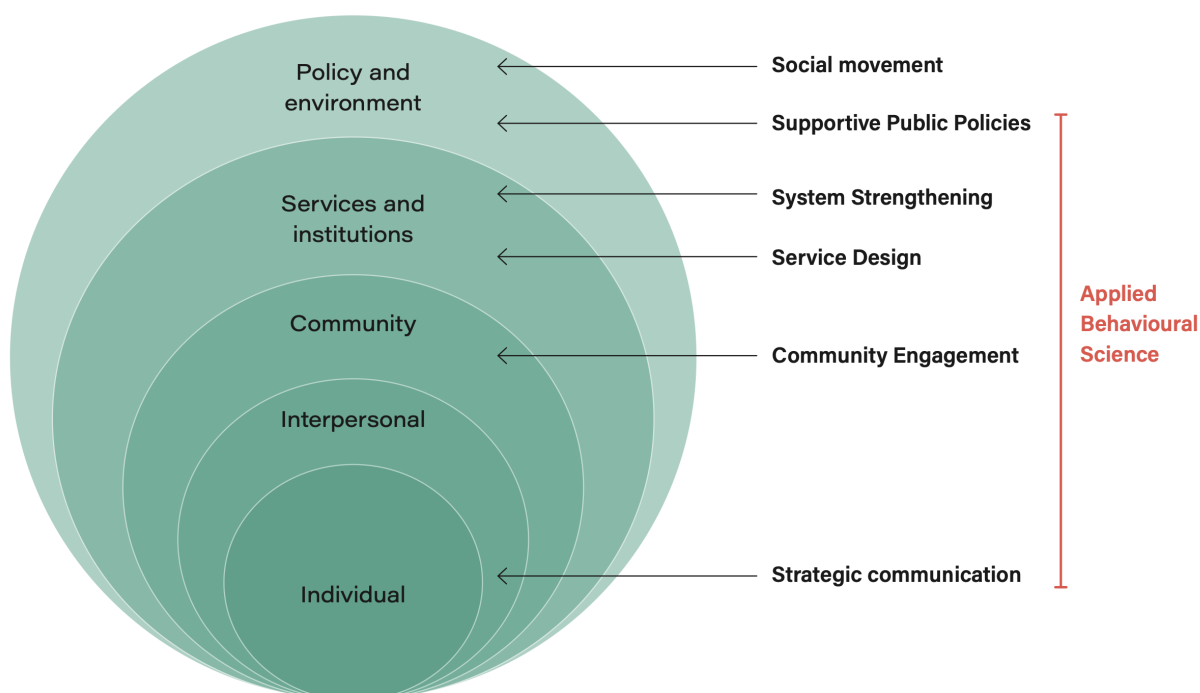 Policy and
environment
Services and
institutions
Community
Interpersonal
Individual
Social movement
Supportive Public Policies
System Strengthening
Service Design
Community Engagement
Strategic communication
Applied
Behavioural
Science